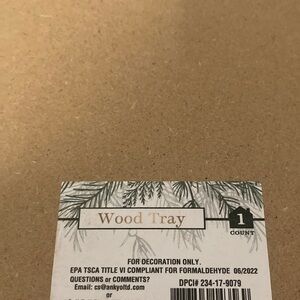 Wood Tray
1
COUNT
FOR DECORATION ONLY.
EPA TSCA TITLE VI COMPLIANT FOR FORMALDEHYDE 06/2022
QUESTIONS or COMMENTS?
Email: cs@ankyoltd.com
or
DPCI# 234-17-9079